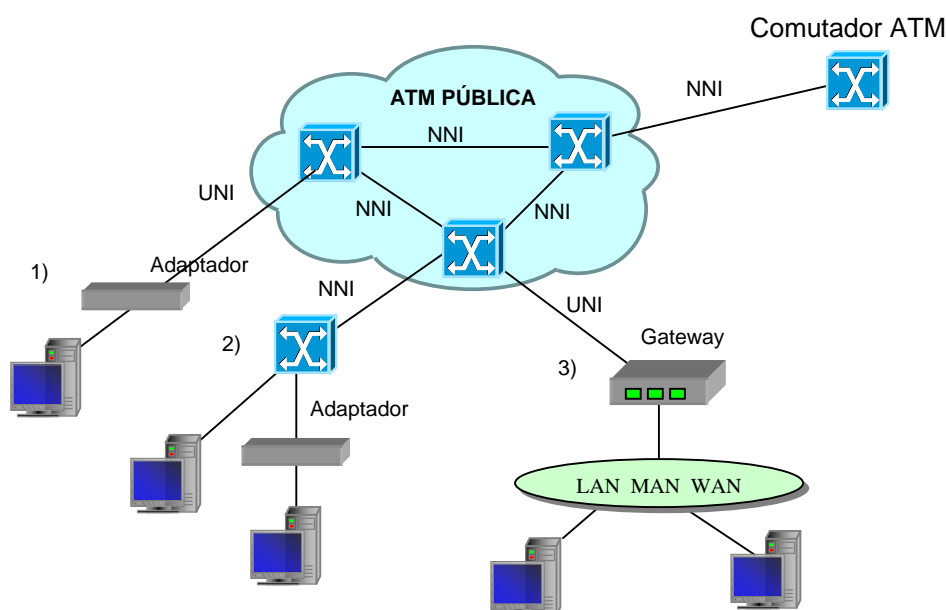 Comutador ATM
NNI
ATM PÚBLICA
NNI
UNI
NNI
NNI
1)
Adaptador
NNI
UNI
2)
Gateway
3)
Adaptador
LAN MAN WAN